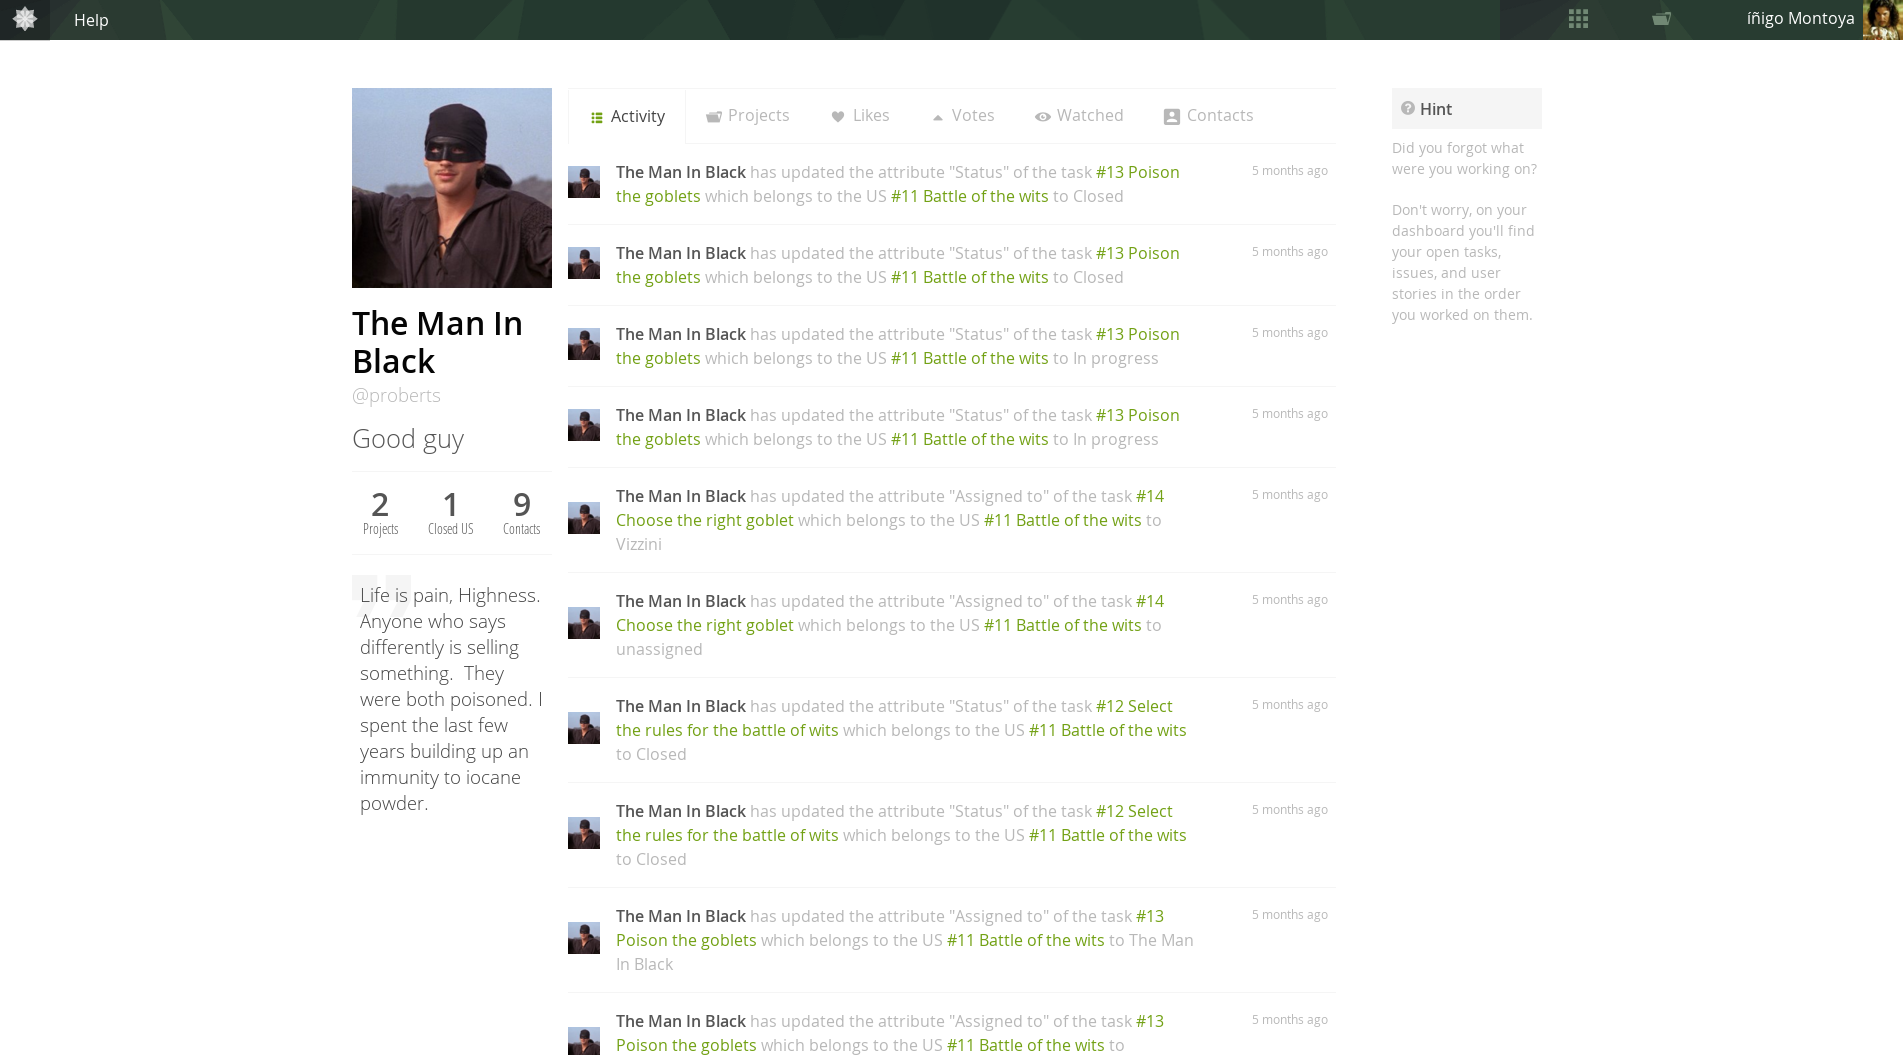 Help
íñigo Montoya
The Man In
Black
@proberts
Good guy
2 1 9
Projects Closed US Contacts
Life is pain, Highness.
Anyone who says
differently is selling
something.  They
were both poisoned. I
spent the last few
years building up an
immunity to iocane
powder.
Activity Projects Likes Votes Watched Contacts
The Man In Black has updated the attribute "Status" of the task #13 Poison 5 months ago
the goblets which belongs to the US #11 Battle of the wits to Closed
The Man In Black has updated the attribute "Status" of the task #13 Poison 5 months ago
the goblets which belongs to the US #11 Battle of the wits to Closed
The Man In Black has updated the attribute "Status" of the task #13 Poison 5 months ago
the goblets which belongs to the US #11 Battle of the wits to In progress
The Man In Black has updated the attribute "Status" of the task #13 Poison 5 months ago
the goblets which belongs to the US #11 Battle of the wits to In progress
The Man In Black has updated the attribute "Assigned to" of the task #14 5 months ago
Choose the right goblet which belongs to the US #11 Battle of the wits to
Vizzini
The Man In Black has updated the attribute "Assigned to" of the task #14 5 months ago
Choose the right goblet which belongs to the US #11 Battle of the wits to
unassigned
The Man In Black has updated the attribute "Status" of the task #12 Select 5 months ago
the rules for the battle of wits which belongs to the US #11 Battle of the wits
to Closed
The Man In Black has updated the attribute "Status" of the task #12 Select 5 months ago
the rules for the battle of wits which belongs to the US #11 Battle of the wits
to Closed
The Man In Black has updated the attribute "Assigned to" of the task #13 5 months ago
Poison the goblets which belongs to the US #11 Battle of the wits to The Man
In Black
The Man In Black has updated the attribute "Assigned to" of the task #13 5 months ago
Poison the goblets which belongs to the US #11 Battle of the wits to
Hint
Did you forgot what
were you working on?
Don't worry, on your
dashboard you'll find
your open tasks,
issues, and user
stories in the order
you worked on them.